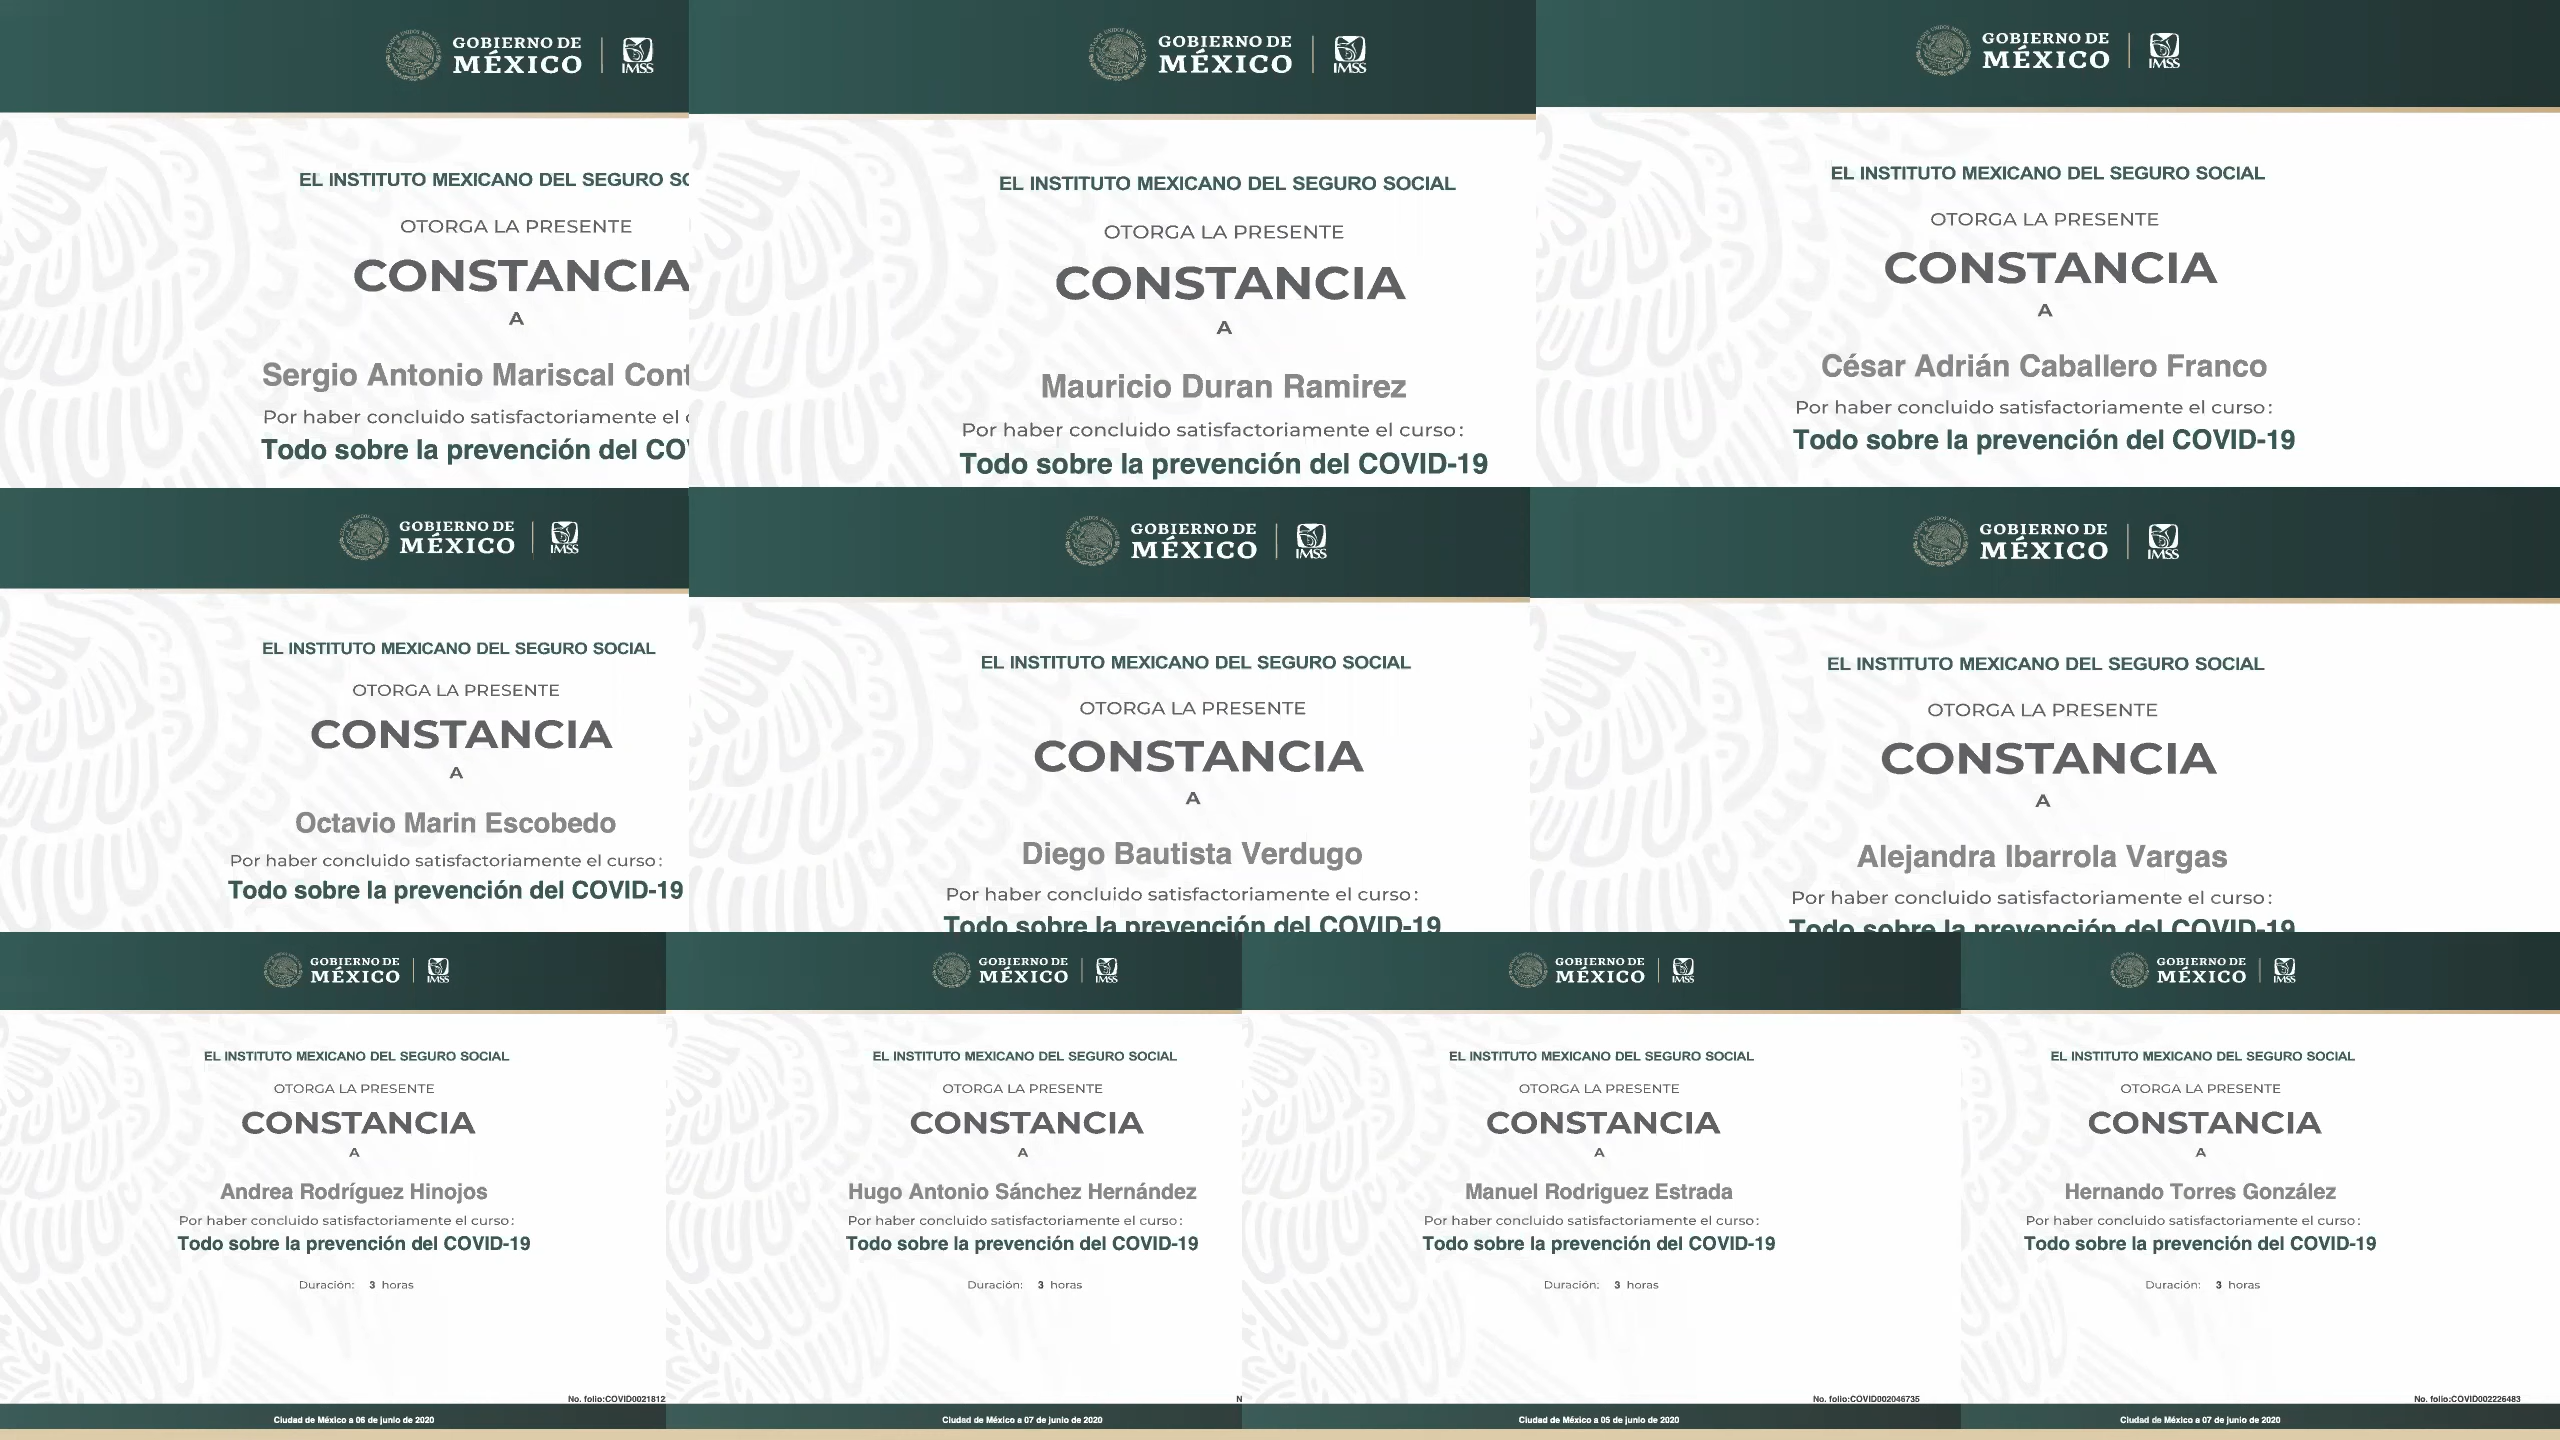 GOBIERNO DE
MÉXICO
IMSS
EL INSTITUTO MEXICANO DEL SEGURO
OTORGA LA PRESENTE
CONSTANCIA
A
Sergio Antonio Mariscal
Por haber concluido satisfactoriamente el
Todo sobre la prevención del
GOBIERNO DE
MÉXICO
IMSS
EL INSTITUTO MEXICANO DEL SEGURO SOCIAL
OTORGA LA PRESENTE
CONSTANCIA
A
Mauricio Duran Ramirez
Por haber concluido satisfactoriamente el curso:
Todo sobre la prevención del COVID-19
GOBIERNO DE
MÉXICO
IMSS
EL INSTITUTO MEXICANO DEL SEGURO SOCIAL
OTORGA LA PRESENTE
CONSTANCIA
A
César Adrián Caballero Franco
Por haber concluido satisfactoriamente el curso:
Todo sobre la prevención del COVID-19
GOBIERNO DE
MÉXICO
IMSS
EL INSTITUTO MEXICANO DEL SEGURO SOCIAL
OTORGA LA PRESENTE
CONSTANCIA
A
Octavio Marin Escobedo
Por haber concluido satisfactoriamente el curso:
Todo sobre la prevención del COVID-19
GOBIERNO DE
MÉXICO
IMSS
EL INSTITUTO MEXICANO DEL SEGURO SOCIAL
OTORGA LA PRESENTE
CONSTANCIA
A
Diego Bautista Verdugo
Por haber concluido satisfactoriamente el curso:
Todo sobre la prevención del COVID-19
GOBIERNO DE
MÉXICO
IMSS
EL INSTITUTO MEXICANO DEL SEGURO SOCIAL
OTORGA LA PRESENTE
CONSTANCIA
A
Alejandra Ibarrola Vargas
Por haber concluido satisfactoriamente el curso:
Todo sobre la prevención del COVID-19
GOBIERNO DE
MÉXICO
IMSS
EL INSTITUTO MEXICANO DEL SEGURO SOCIAL
OTORGA LA PRESENTE
CONSTANCIA
A
Andrea Rodríguez Hinojos
Por haber concluido satisfactoriamente el curso:
Todo sobre la prevención del COVID-19
Duración: 3 horas
No. folio:COVID0021812
Ciudad de México a 06 de junio de 2020
GOBIERNO DE
MÉXICO
IMSS
EL INSTITUTO MEXICANO DEL SEGURO SOCIAL
OTORGA LA PRESENTE
CONSTANCIA
A
Hugo Antonio Sánchez Hernández
Por haber concluido satisfactoriamente el curso:
Todo sobre la prevención del COVID-19
Duración: 3 horas
Ciudad de México a 07 de junio de 2020
GOBIERNO DE
MÉXICO
IMSS
EL INSTITUTO MEXICANO DEL SEGURO SOCIAL
OTORGA LA PRESENTE
CONSTANCIA
A
Manuel Rodriguez Estrada
Por haber concluido satisfactoriamente el curso:
Todo sobre la prevención del COVID-19
Duración: 3 horas
No. folio:COVID002046735
Ciudad de México a 05 de junio de 2020
GOBIERNO DE
MÉXICO
IMSS
EL INSTITUTO MEXICANO DEL SEGURO SOCIAL
OTORGA LA PRESENTE
CONSTANCIA
A
Hernando Torres González
Por haber concluido satisfactoriamente el curso:
Todo sobre la prevención del COVID-19
Duración: 3 horas
No. folio:COVID002226483
Ciudad de México a 07 de junio de 2020